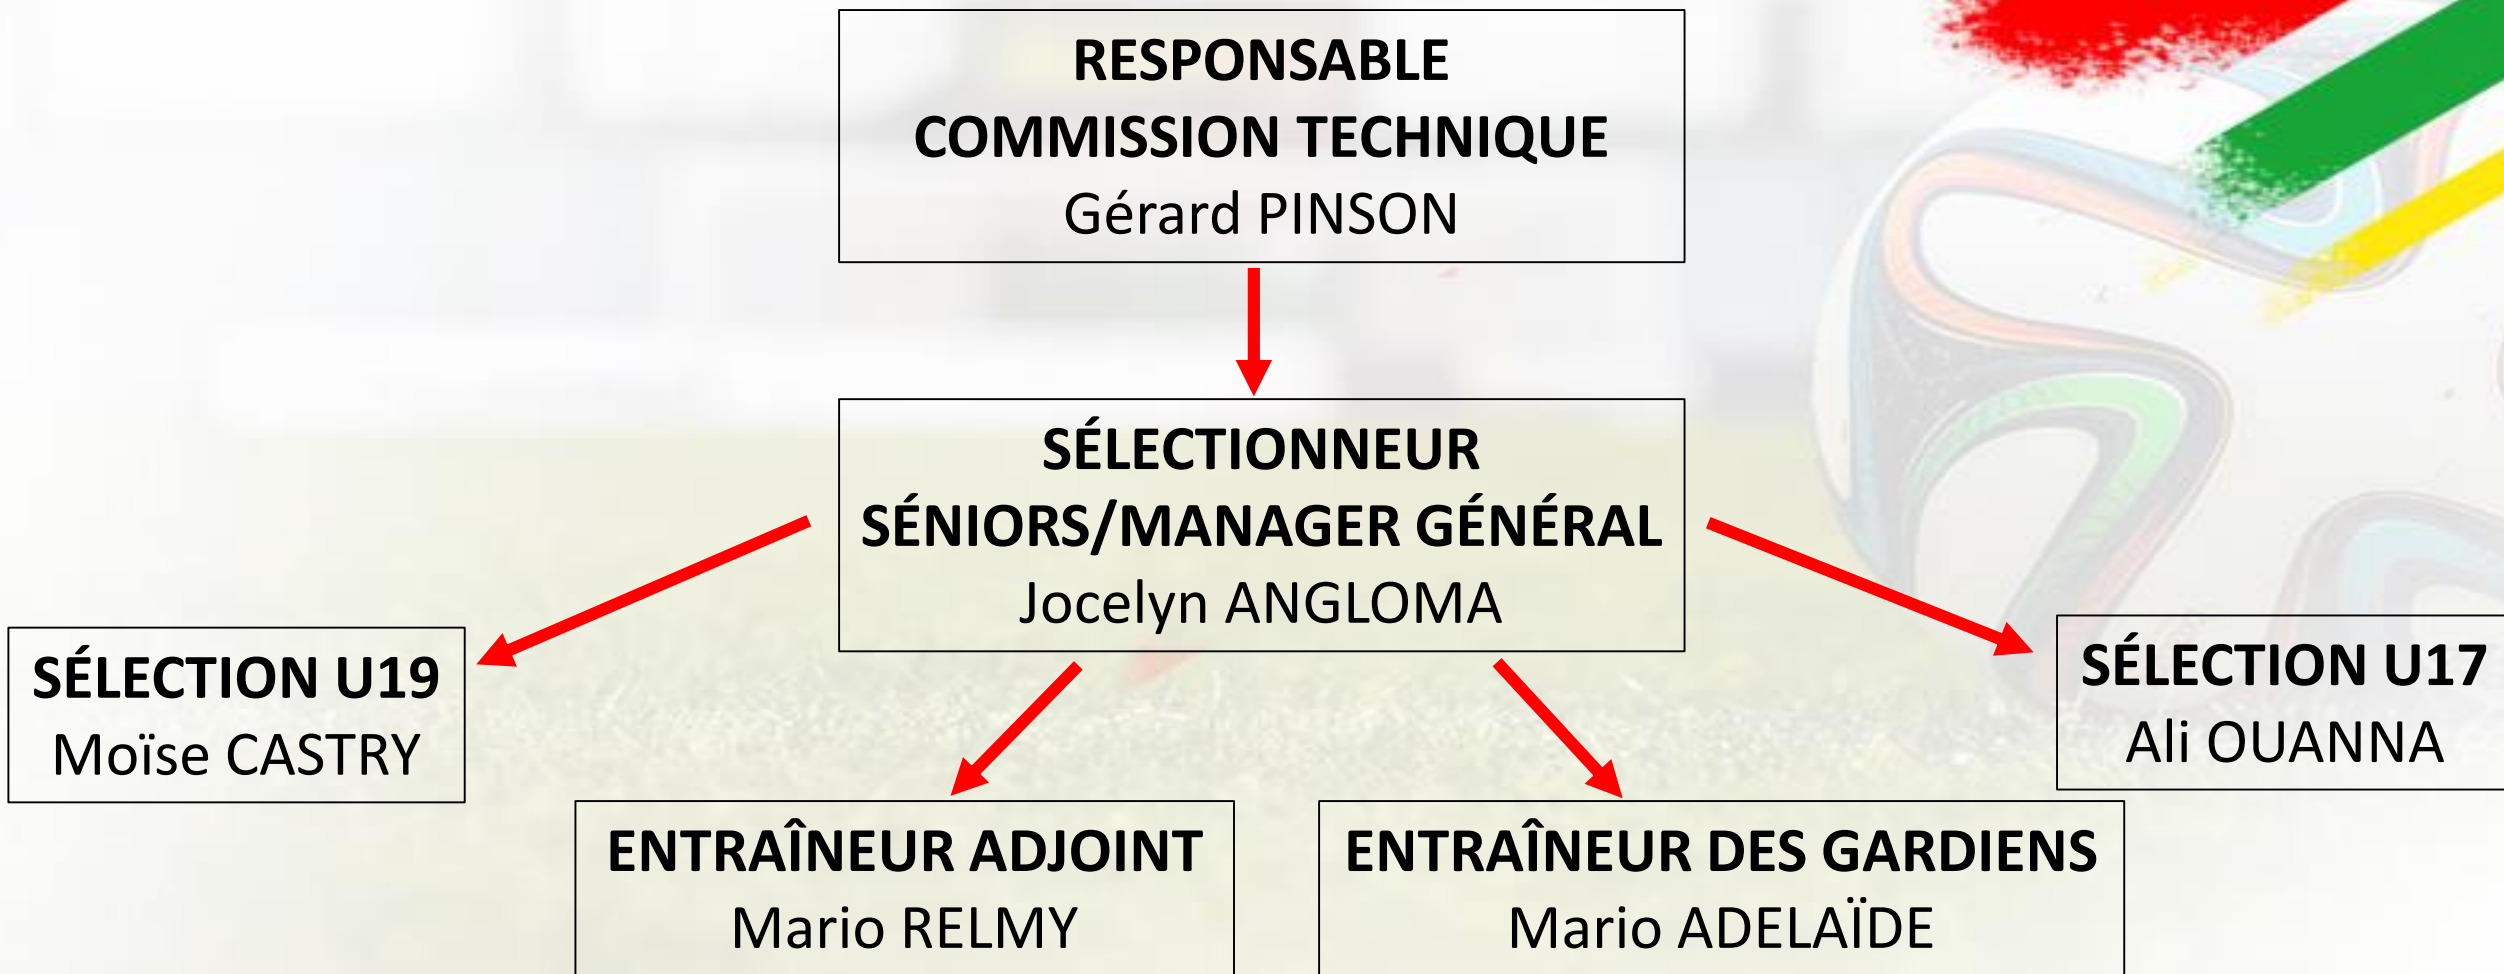 RESPONSABLE
COMMISSION TECHNIQUE
Gérard PINSON
SÉLECTIONNEUR
SÉNIORS/MANAGER GÉNÉRAL
Jocelyn ANGLOMA
SÉLECTION U19
Moïse CASTRY
SÉLECTION U17
Ali OUANNA
ENTRAÎNEUR ADJOINT
Mario RELMY
ENTRAÎNEUR DES GARDIENS
Mario ADELAÏDE